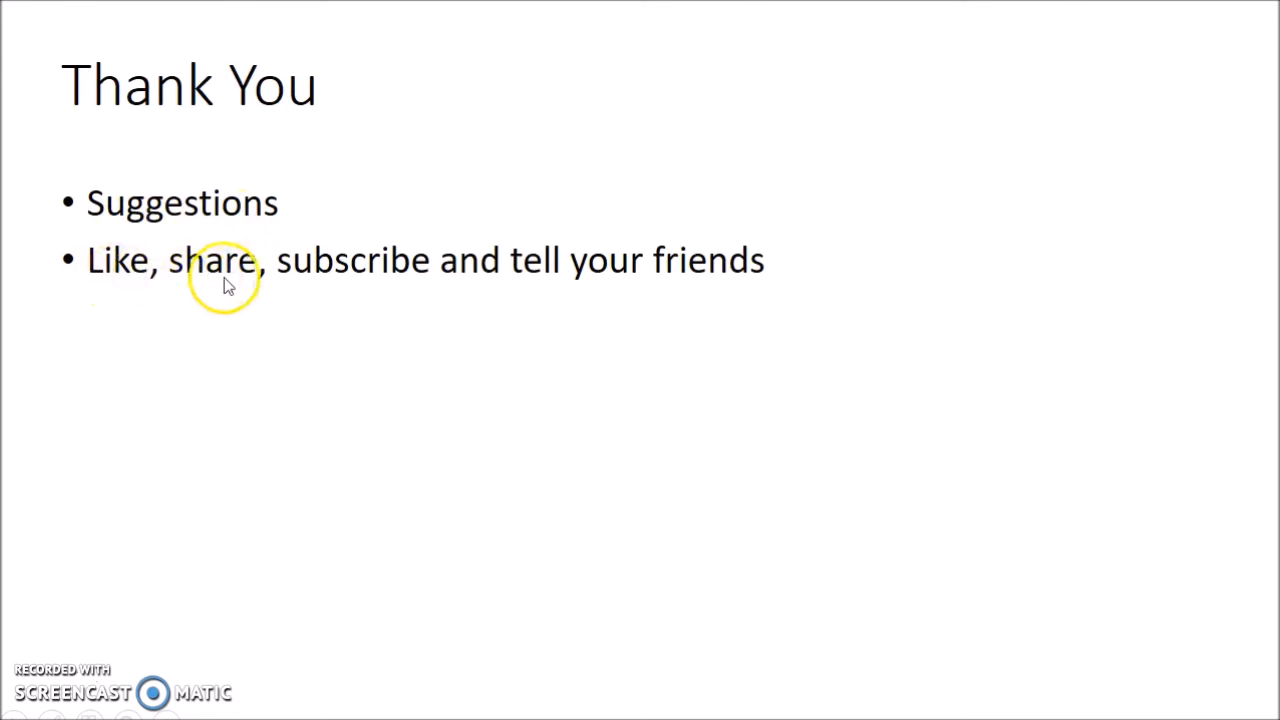 Thank You
• Suggestions
• Like, share, subscribe and tell your friends
RECORDED WITH
SCREENCAST MATIC